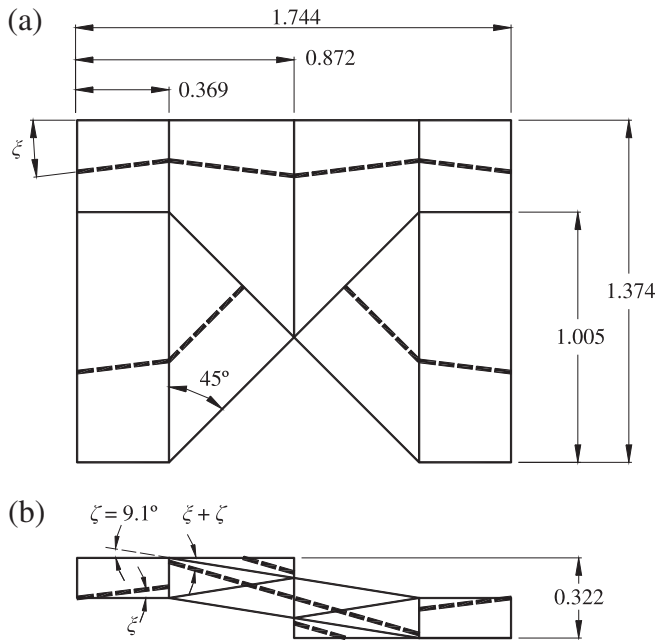 (a)
1.744
0.872
0.369
ξ
1.374
1.005
45º
(b)
ζ = 9.1º
ξ + ζ
0.322
ξ